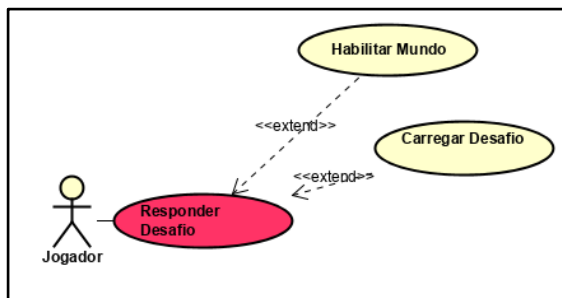 Habilitar Mundo
<<extend>>
Carregar Desafio
<<extend>>
Responder
Desafio
Jogador